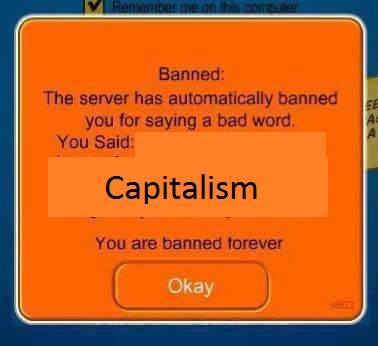 Remember me on this computer
Banned:
The server has automatically banned
you for saying a bad word.
You Said:
Capitalism
You are banned forever
Okay
s603